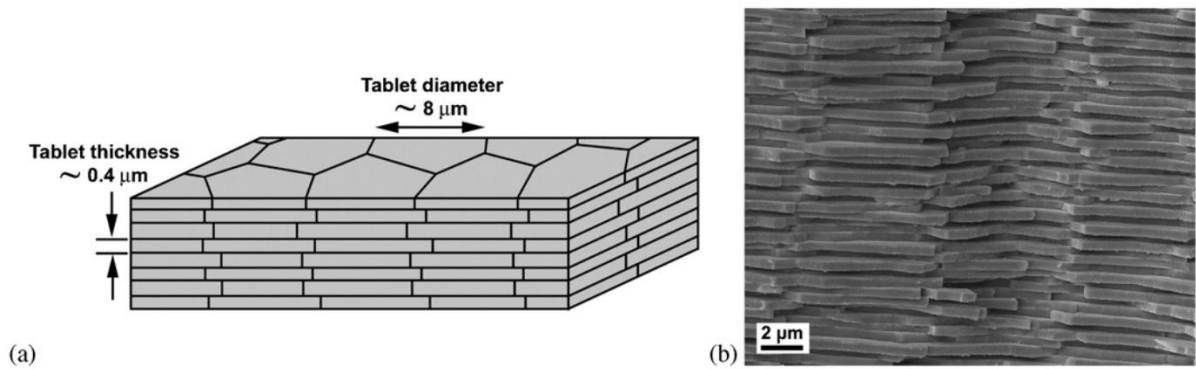 Tablet diameter
~ 8 μm
Tablet thickness
~ 0.4 μm
(a)
(b)
2 μm